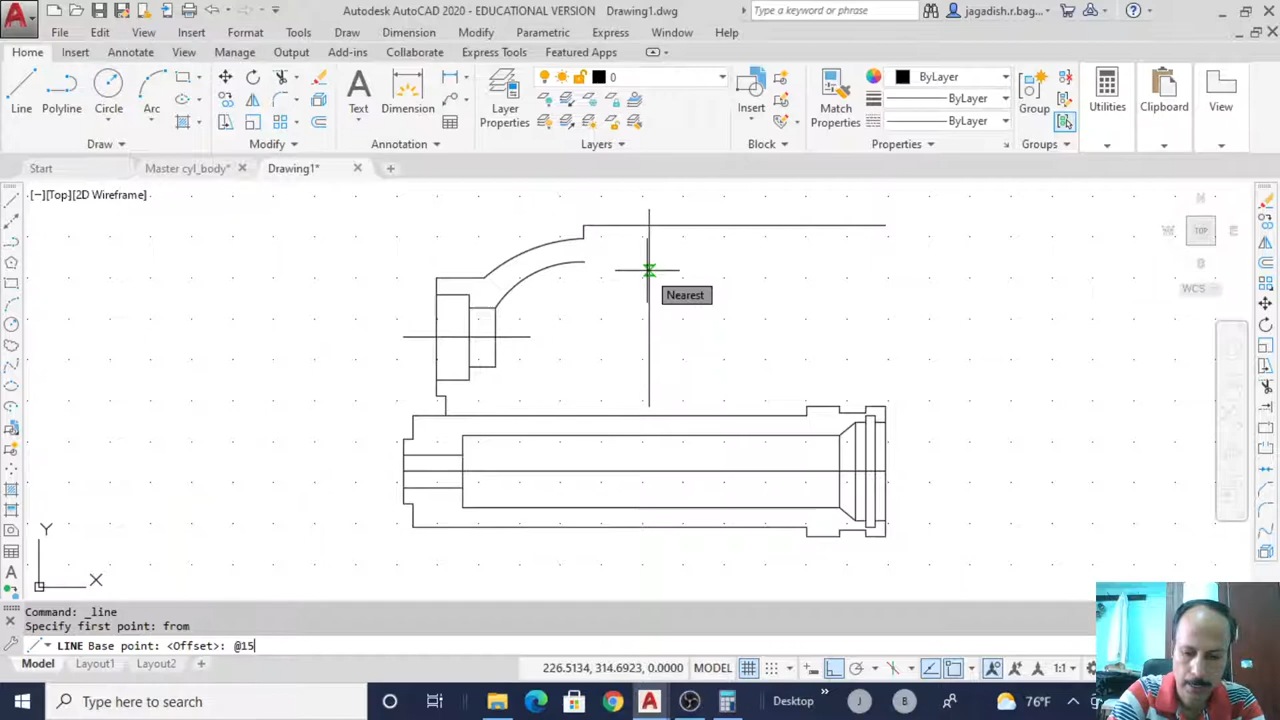 Autodesk AutoCAD 2020 - EDUCATIONAL VERSION Drawing1.dwg
Type a keyword or phrase
jagadish.r.bag...
File Edit View Insert Format Tools Draw Dimension Modify Parametric Express Window Help
Home Insert Annotate View Manage Output Add-ins Collaborate Express Tools Featured Apps
Line Polyline Circle Arc
Text Dimension
Layer Properties
0
Insert
Match Properties
ByLayer
ByLayer
ByLayer
Group
Utilities
Clipboard
View
Draw Modify Annotation Layers Block Properties Groups
Start Master cyl_body* Drawing1*
[−][Top][2D Wireframe]
TOP
WCS
Nearest
Y
X
Command: _line
Specify first point: from
LINE Base point: <Offset>: @15
Model Layout1 Layout2 +
226.5134, 314.6923, 0.0000 MODEL
1:1
Type here to search
Desktop
J
B
76°F